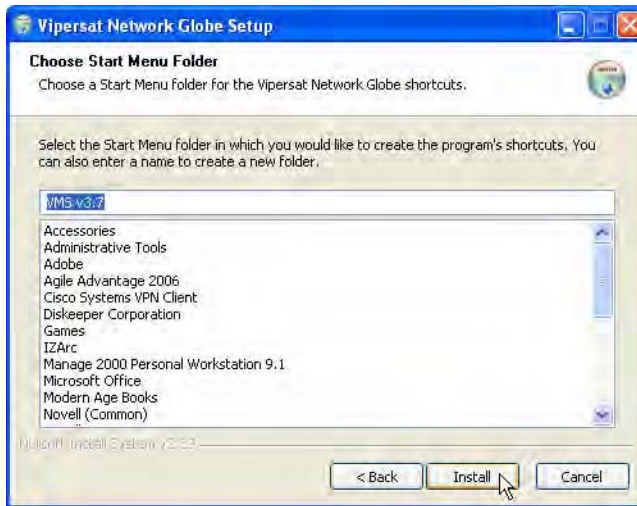 Vipersat Network Globe Setup
Choose Start Menu Folder
Choose a Start Menu folder for the Vipersat Network Globe shortcuts.
Select the Start Menu folder in which you would like to create the program's shortcuts. You
can also enter a name to create a new folder.
VMS v3.7
Accessories
Administrative Tools
Adobe
Agile Advantage 2006
Cisco Systems VPN Client
Diskeeper Corporation
Games
IZArc
Manage 2000 Personal Workstation 9.1
Microsoft Office
Modern Age Books
Novell (Common)
Nullsoft Install System
< Back Install Cancel